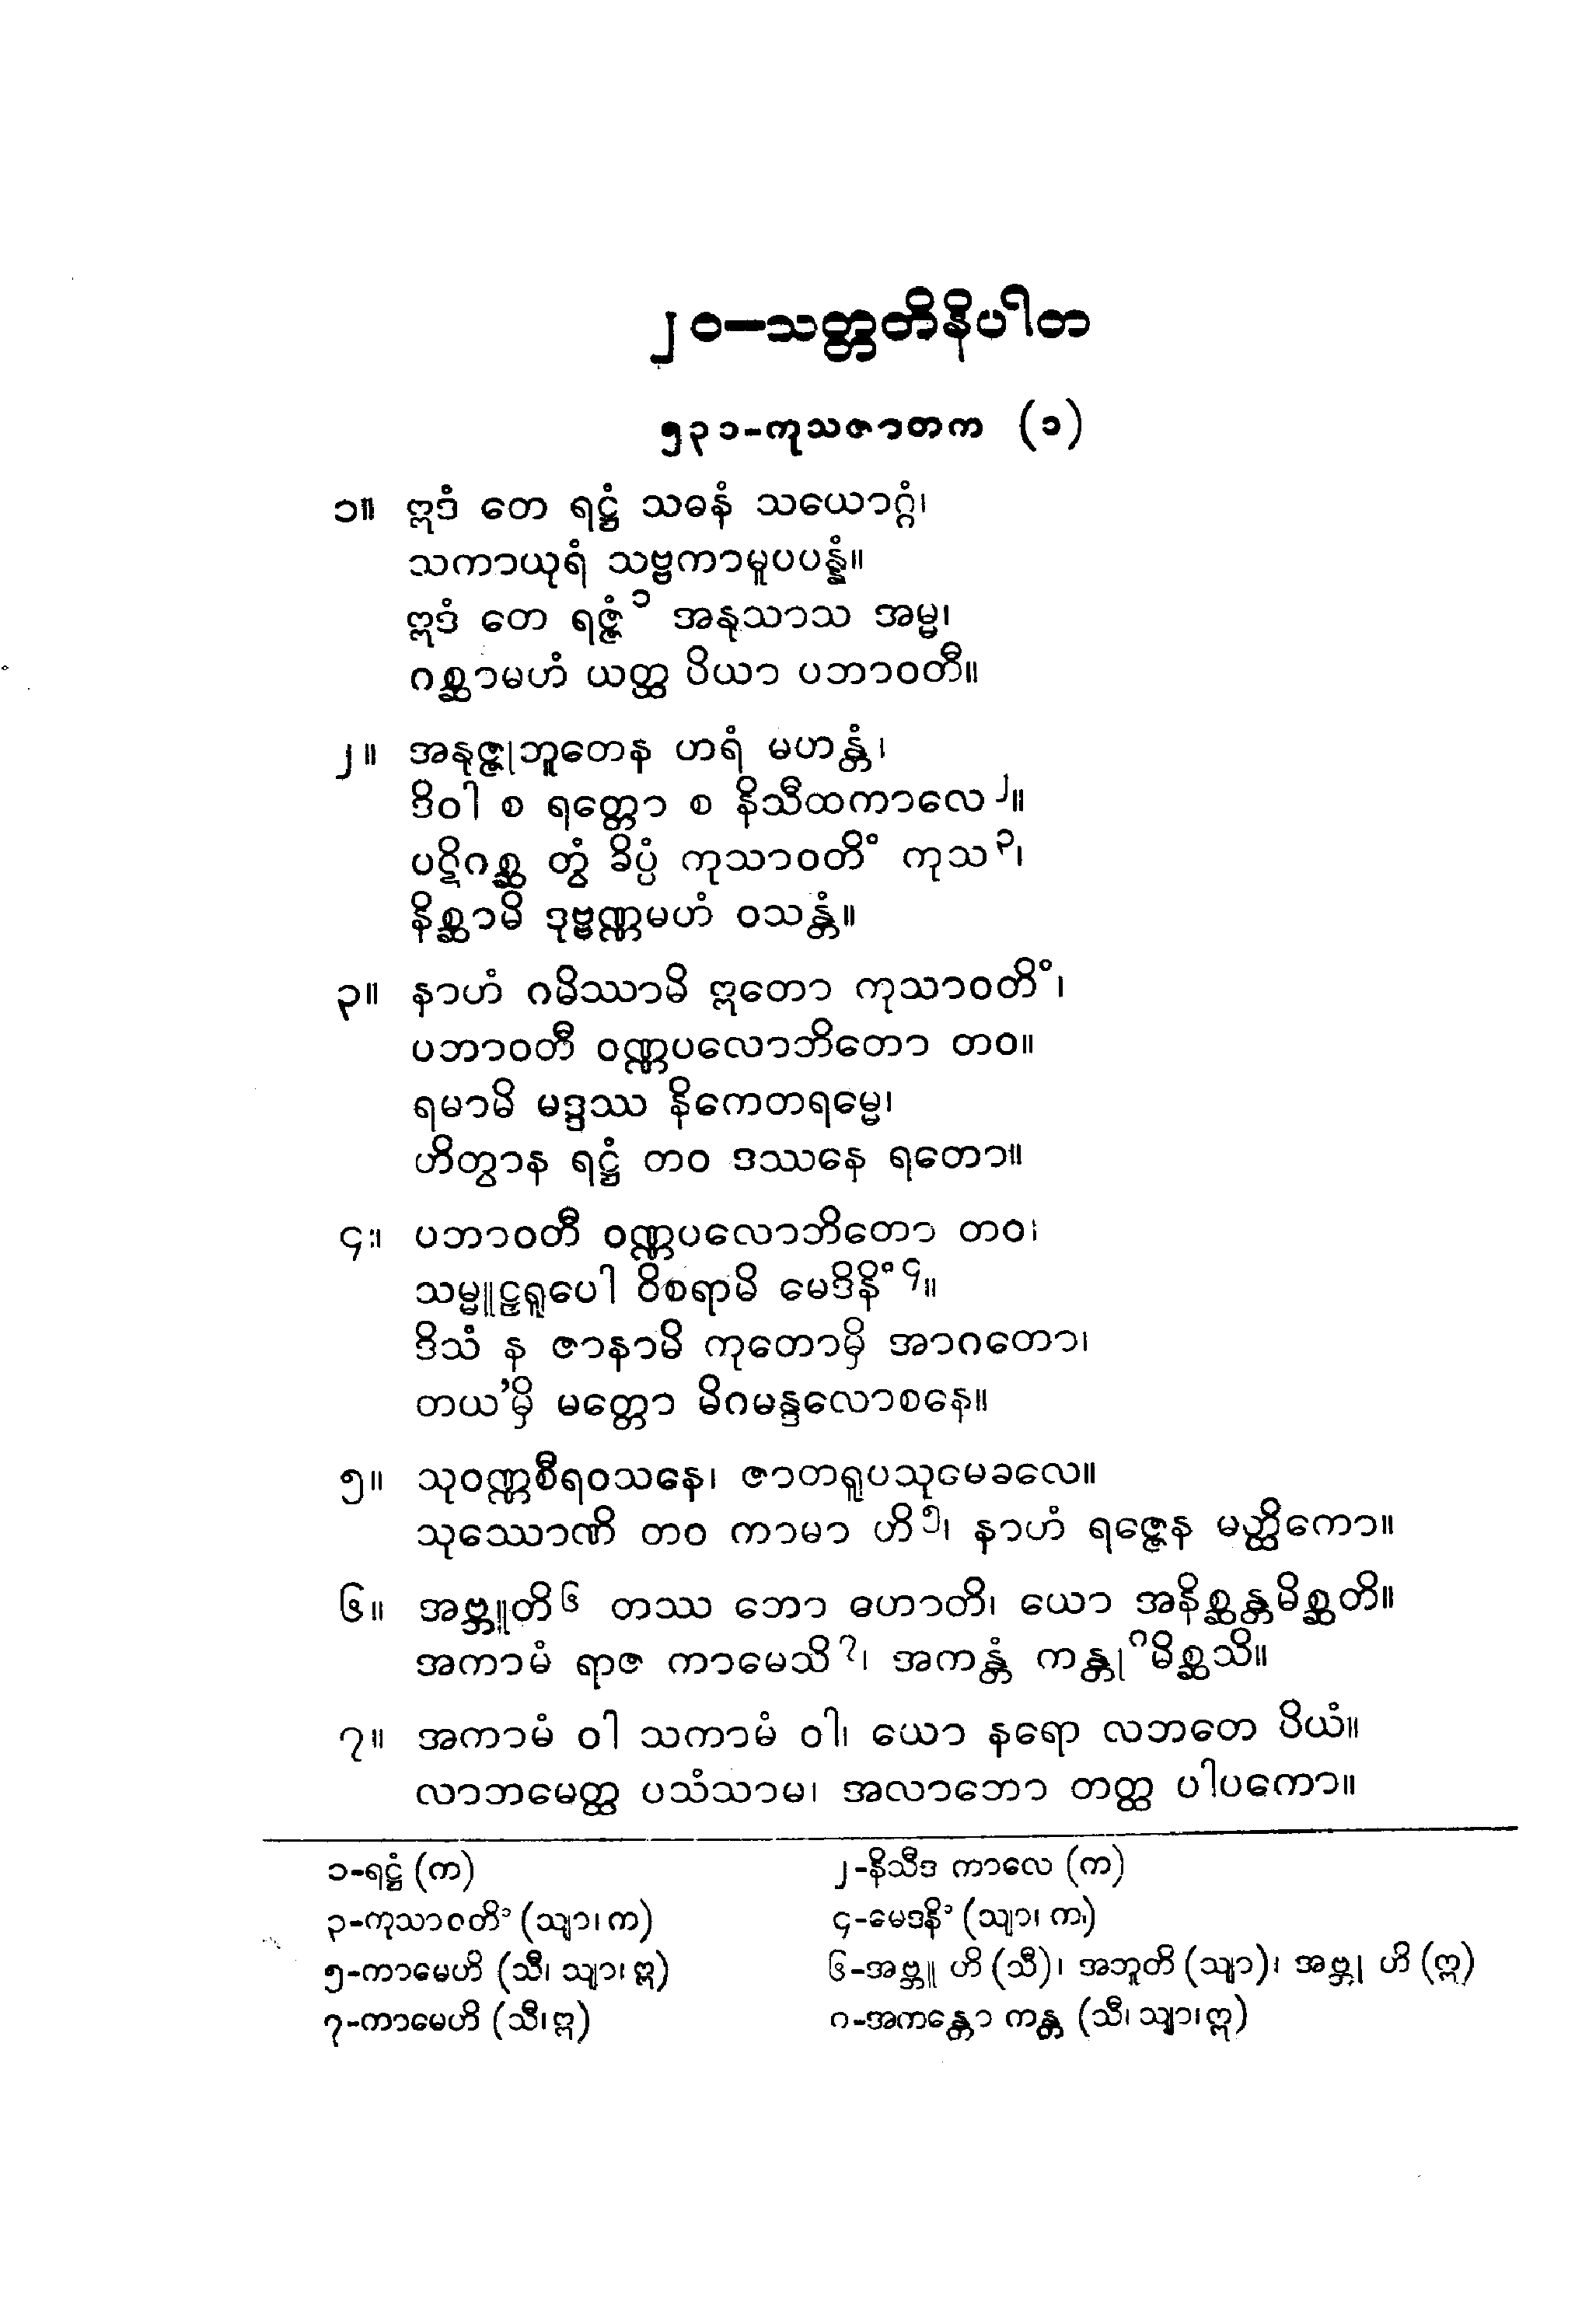 ၂၀–သတ္တတိနိပါတ
၅၃၁-ကုသဇာတက (၁)
၁။ ဣဒံ တေ ရဋ္ဌံ သဓနံ သယောဂ္ဂံ၊
သကာယုရံ သဗ္ဗကာမူပပန္နံ။
ဣဒံ တေ ရဇ္ဇံ ၁ အနုသာသ အမ္မ၊
ဂစ္ဆာမဟံ ယတ္ထ ပိယာ ပဘာဝတီ။
၂။ အနုဇ္ဇုဘူတေန ဟရံ မဟန္တံ၊
ဒိဝါ စ ရတ္တော စ နိသီထကာလေ ၂။
ပဋိဂစ္ဆ တွံ ခိပ္ပံ ကုသာဝတိံ ကုသ ၃၊
နိစ္ဆာမိ ဒုဗ္ဗဏ္ဏမဟံ ဝသန္တံ။
၃။ နာဟံ ဂမိဿာမိ ဣတော ကုသာဝတိံ၊
ပဘာဝတီ ဝဏ္ဏပလောဘိတော တဝ။
ရမာမိ မဒ္ဒဿ နိကေတရမ္မေ၊
ဟိတွာန ရဋ္ဌံ တဝ ဒဿနေ ရတော။
၄။ ပဘာဝတီ ဝဏ္ဏပလောဘိတော တဝ၊
သမ္မူဠှရူပေါ ဝိစရာမိ မေဒိနိံ ၄။
ဒိသံ န ဇာနာမိ ကုတောမှိ အာဂတော၊
တယ’မှိ မတ္တော မိဂမန္ဒလောစနေ။
၅။ သုဝဏ္ဏစီရဝသနေ၊ ဇာတရူပသုမေခလေ။
သုဿောဏိ တဝ ကာမာ ဟိ ၅၊ နာဟံ ရဇ္ဇေန မတ္ထိကော။
၆။ အဗ္ဘူတိ ၆ တဿ ဘော ဟောတိ၊ ယော အနိစ္ဆန္တမိစ္ဆတိ။
အကာမံ ရာဇ ကာမေသိ ၇၊ အကန္တံ ကန္တု ဂ မိစ္ဆသိ။
၇။ အကာမံ ဝါ သကာမံ ဝါ၊ ယော နရော လဘတေ ပိယံ။
လာဘမေတ္ထ ပသံသာမ၊ အလာဘော တတ္ထ ပါပကော။
၁-ရဋ္ဌံ (က) ၂-နိသီဒ ကာလေ (က)
၃-ကုသာဝတိံ (သျာ၊ က) ၄-မေဒနိံ (သျာ၊ က)
၅-ကာမေဟိ (သီ၊ သျာ၊ ဣ) ၆-အဗ္ဘူ ဟိ (သီ)၊ အဘူတိ (သျာ)၊ အဗ္ဘု ဟိ (ဣ)
၇-ကာမေဟိ (သီ၊ ဣ) ဂ-အကန္တော ကန္တ (သီ၊ သျာ၊ ဣ)